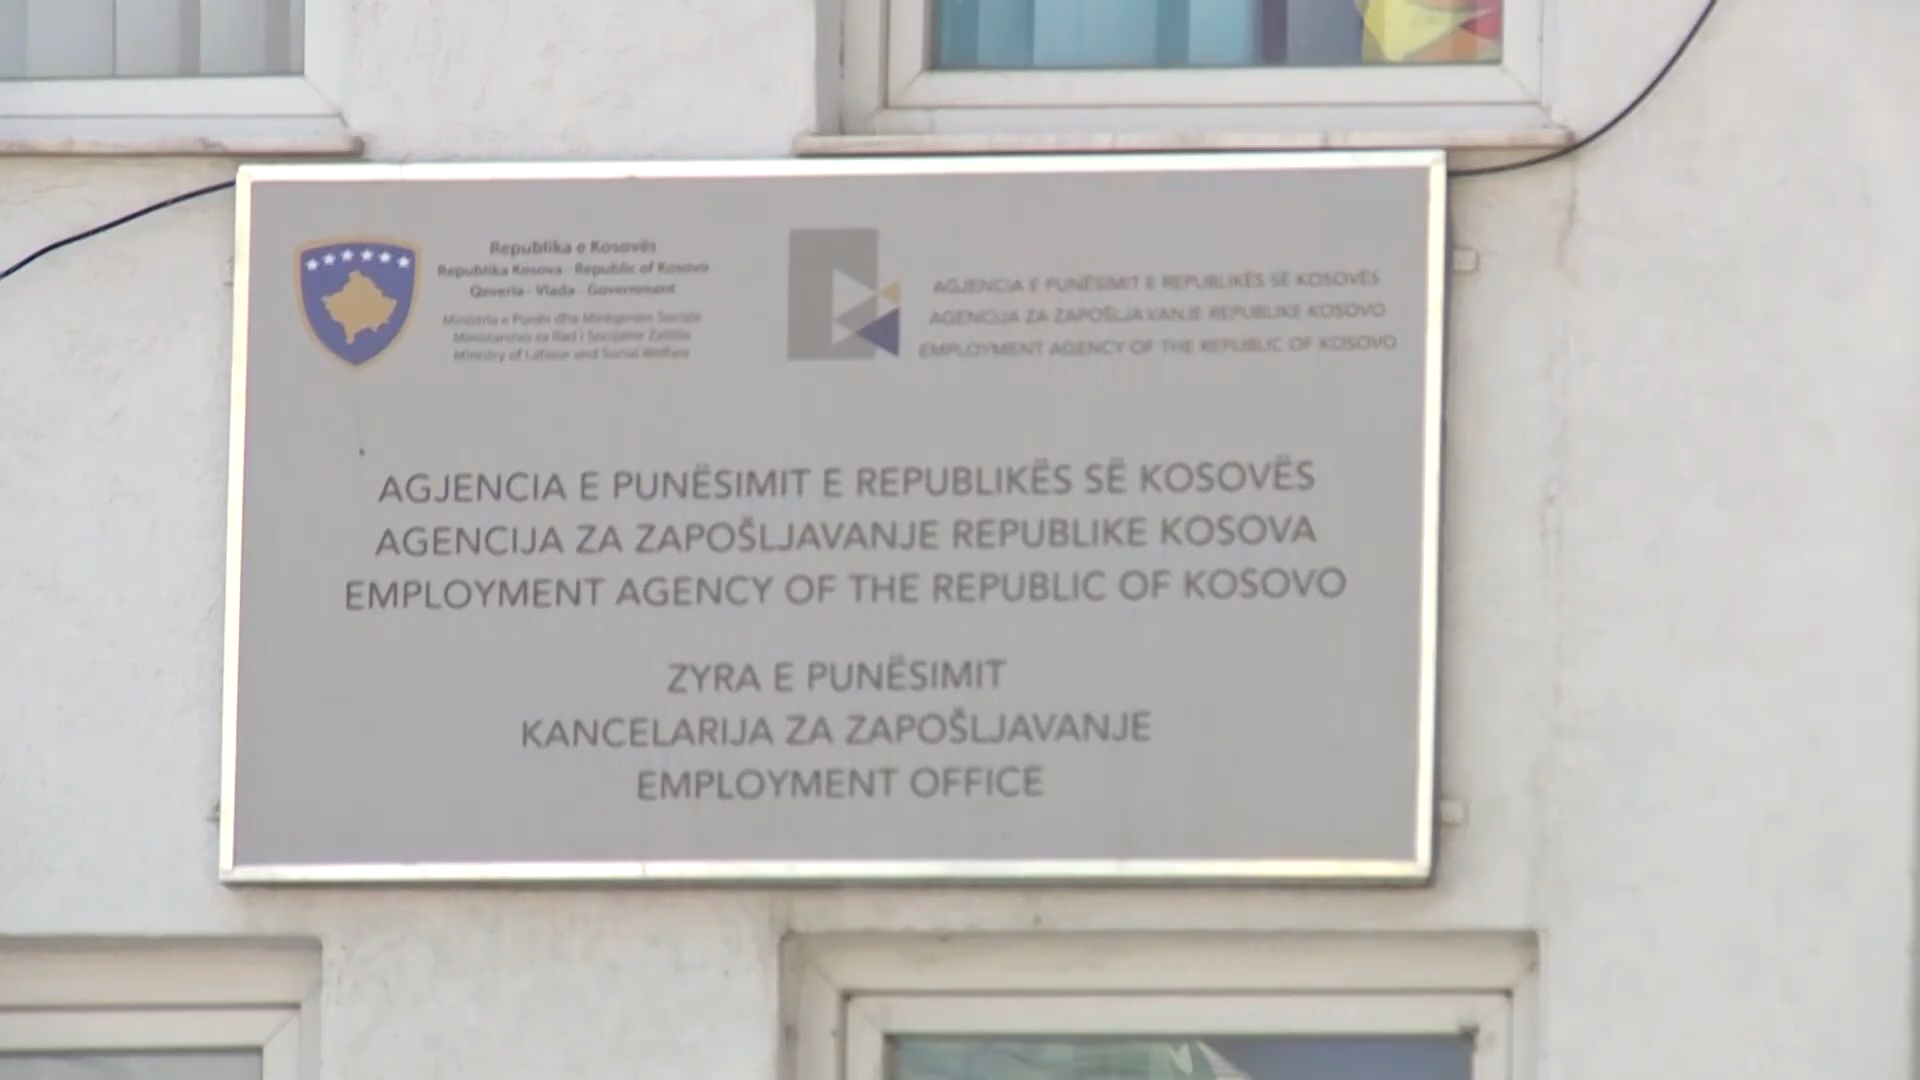 Republika e Kosovës
Republika Kosova - Republic of Kosovo
Qeveria - Vlada - Government
Ministria e Punës dhe Mirëqenies Sociale
Ministarstvo za Rad i Socijalne Zaštite
Ministry of Labour and Social Welfare
AGJENCIA E PUNËSIMIT E REPUBLIKËS SË KOSOVËS
AGENCIJA ZA ZAPOŠLJAVANJE REPUBLIKE KOSOVO
EMPLOYMENT AGENCY OF THE REPUBLIC OF KOSOVO
AGJENCIA E PUNËSIMIT E REPUBLIKËS SË KOSOVËS
AGENCIJA ZA ZAPOŠLJAVANJE REPUBLIKE KOSOVA
EMPLOYMENT AGENCY OF THE REPUBLIC OF KOSOVO
ZYRA E PUNËSIMIT
KANCELARIJA ZA ZAPOŠLJAVANJE
EMPLOYMENT OFFICE